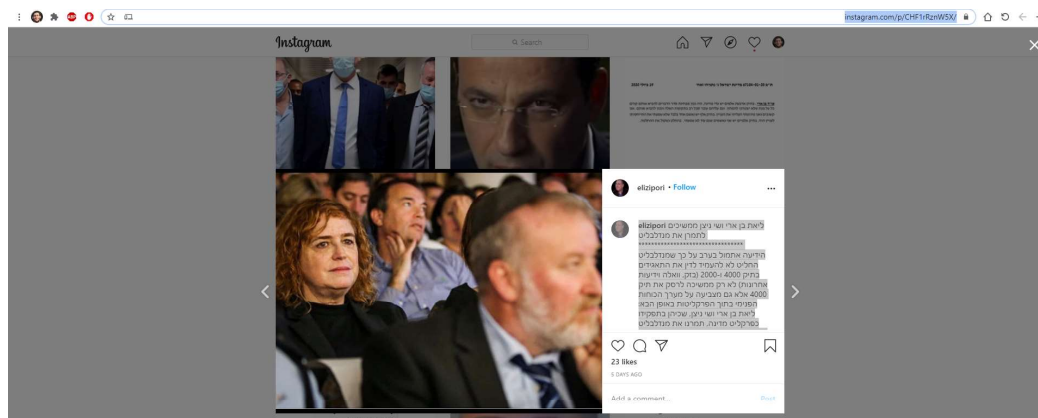 instagram.com/p/CHF1rRznW5X/
ABP
Instagram
Search
elizipori • Follow
elizipori ליאת בן ארי ושי ניצן ממשיכים
לתמרן את מנדלבליט
********************************
הידיעה אתמול בערב על כך שמנדלבליט
החליט לא להעמיד לדין את התאגידים
בתיק 4000 ו-2000 (בזק, וואלה וידיעות
אחרונות) לא רק ממשיכה לרסק את תיק
4000 אלא גם מצביעה על מערך הכוחות
הפנימי בתוך הפרקליטות באופן הבא:
ליאת בן ארי ושי ניצן, שכיהן בתפקידו
כפרקליט מדינה, תמרנו את מנדלבליט
23 likes
5 DAYS AGO
Add a comment...
Post